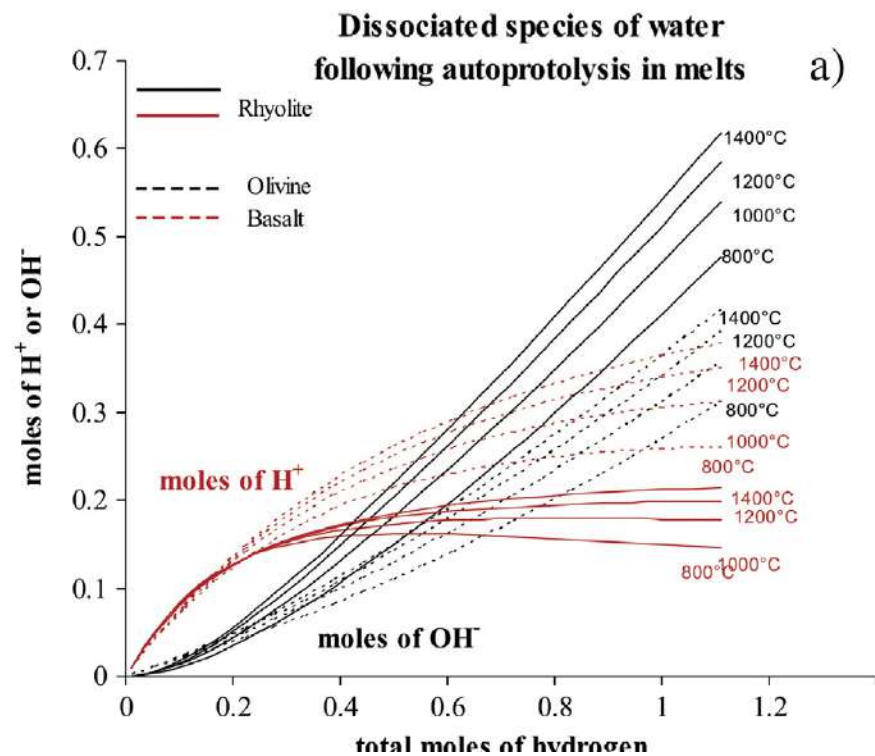 Dissociated species of water
following autoprotolysis in melts
a)
0.7
0.6
0.5
0.4
0.3
0.2
0.1
0
moles of H⁺ or OH⁻
Rhyolite
Olivine
Basalt
1400°C
1200°C
1000°C
800°C
1400°C
1200°C
1400°C
1200°C
800°C
1000°C
800°C
1400°C
1200°C
1000°C
800°C
moles of H⁺
moles of OH⁻
0
0.2
0.4
0.6
0.8
1
1.2
total moles of hydrogen